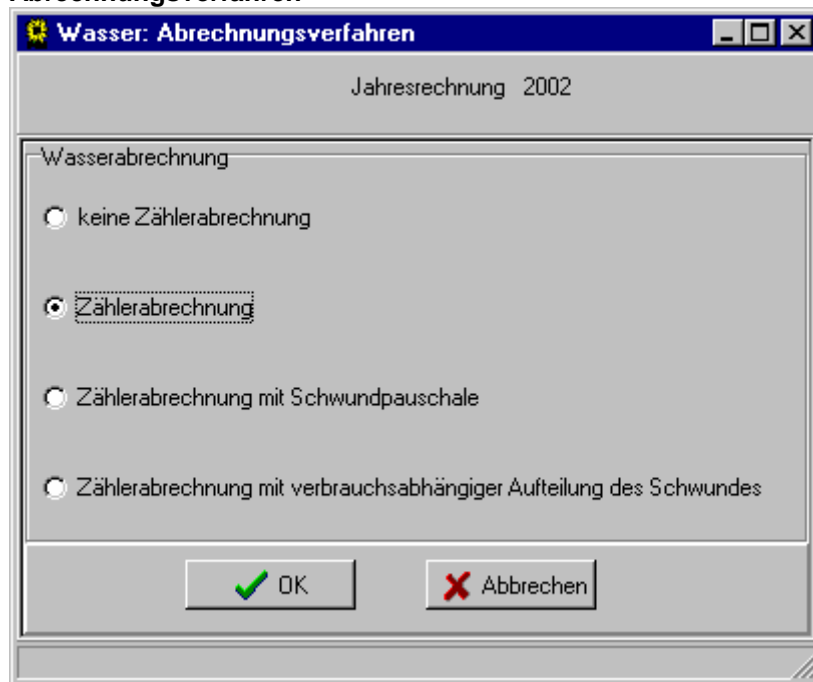 Abrechnungsverfahren
Wasser: Abrechnungsverfahren
Jahresrechnung 2002
Wasserabrechnung
keine Zählerabrechnung
Zählerabrechnung
Zählerabrechnung mit Schwundpauschale
Zählerabrechnung mit verbrauchsabhängiger Aufteilung des Schwundes
OK Abbrechen